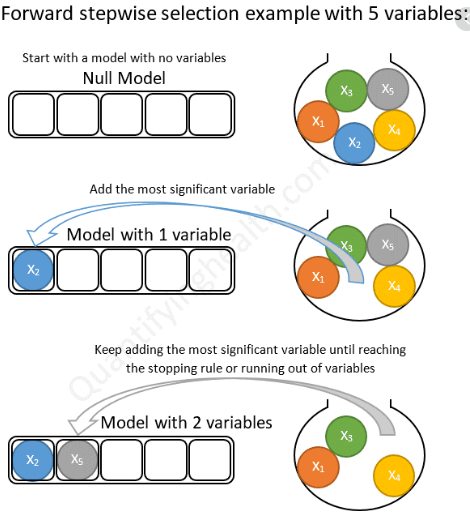 Forward stepwise selection example with 5 variables:
Start with a model with no variables
Null Model
X₃ X₅
X₁ X₂ X₄
Add the most significant variable
Model with 1 variable
X₂
X₃ X₅
X₁ X₄
Keep adding the most significant variable until reaching
the stopping rule or running out of variables
Model with 2 variables
X₂ X₅
X₃
X₁ X₄
Quantifyinghealth.com